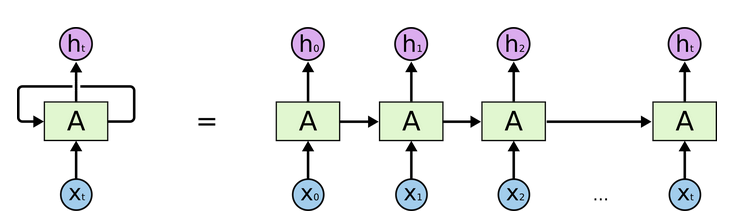 hₜ h₀ h₁ h₂ hₜ
A = A A A A
xₜ x₀ x₁ x₂ ... xₜ